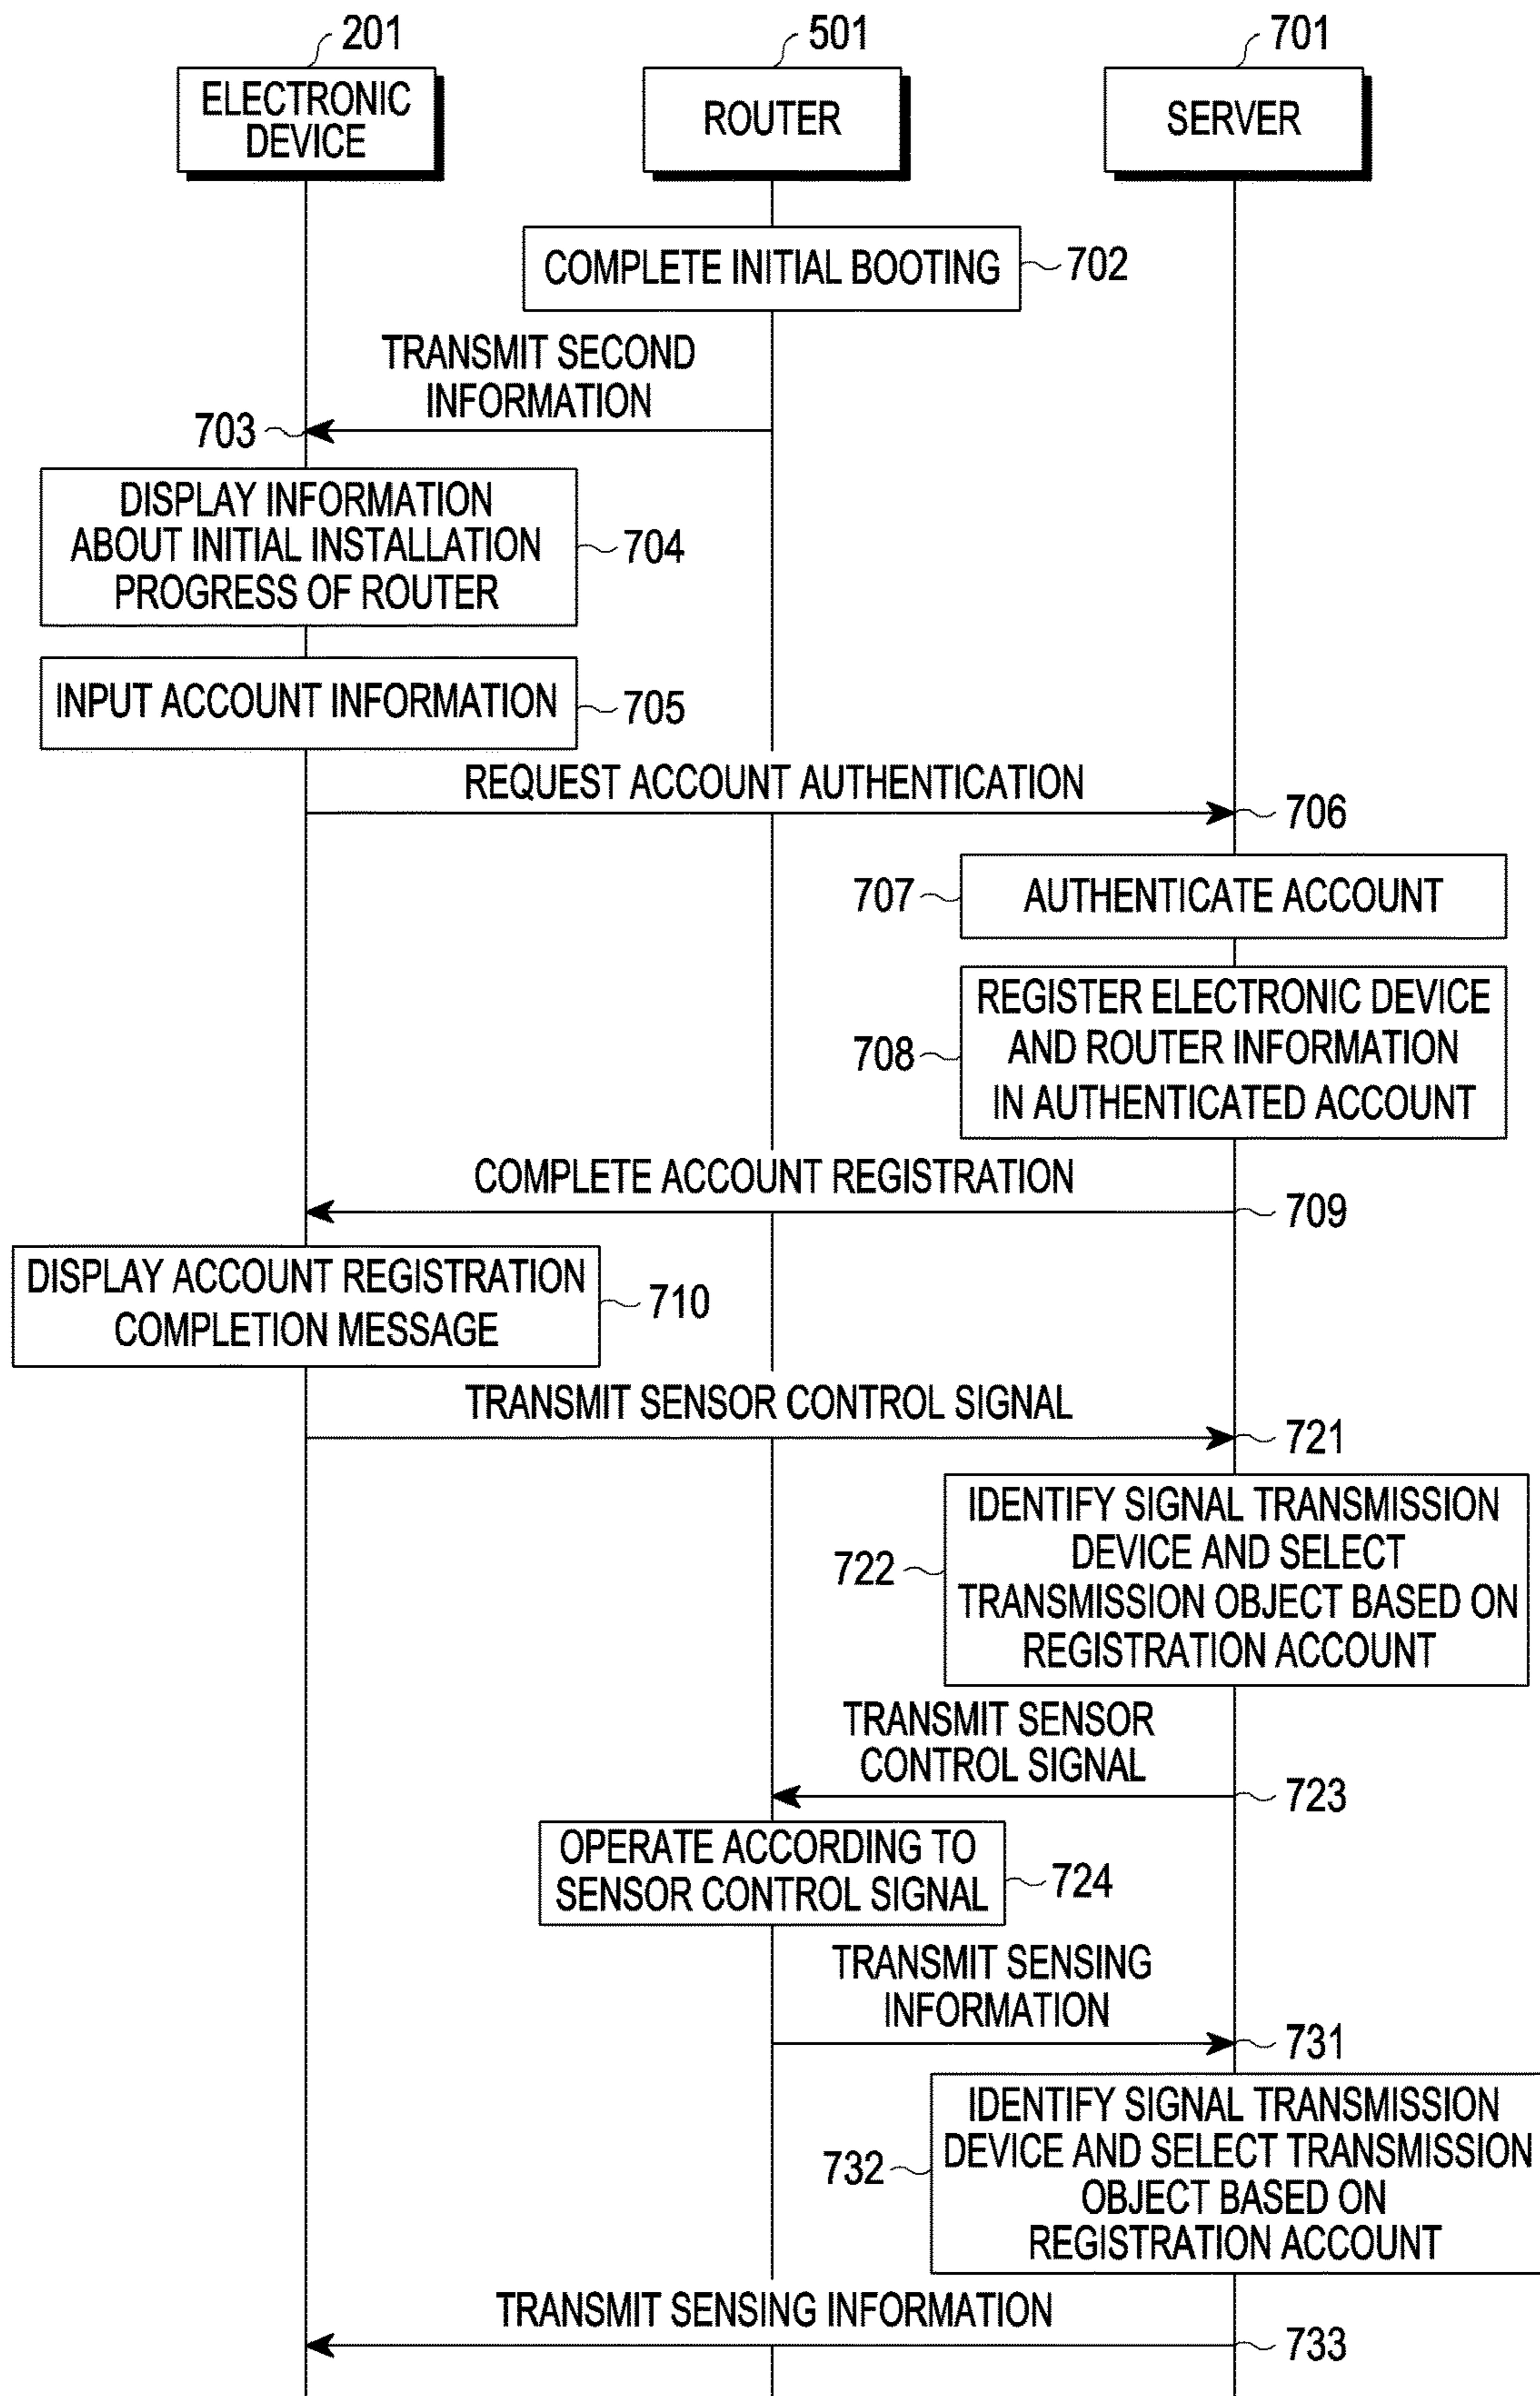 201
501
701
ELECTRONIC
DEVICE
ROUTER
SERVER
COMPLETE INITIAL BOOTING
702
TRANSMIT SECOND
INFORMATION
703
DISPLAY INFORMATION
ABOUT INITIAL INSTALLATION
PROGRESS OF ROUTER
704
INPUT ACCOUNT INFORMATION
705
REQUEST ACCOUNT AUTHENTICATION
706
707
AUTHENTICATE ACCOUNT
REGISTER ELECTRONIC DEVICE
AND ROUTER INFORMATION
IN AUTHENTICATED ACCOUNT
708
COMPLETE ACCOUNT REGISTRATION
709
DISPLAY ACCOUNT REGISTRATION
COMPLETION MESSAGE
710
TRANSMIT SENSOR CONTROL SIGNAL
721
IDENTIFY SIGNAL TRANSMISSION
DEVICE AND SELECT
TRANSMISSION OBJECT BASED ON
REGISTRATION ACCOUNT
722
TRANSMIT SENSOR
CONTROL SIGNAL
723
OPERATE ACCORDING TO
SENSOR CONTROL SIGNAL
724
TRANSMIT SENSING
INFORMATION
731
IDENTIFY SIGNAL TRANSMISSION
DEVICE AND SELECT TRANSMISSION
OBJECT BASED ON
REGISTRATION ACCOUNT
732
TRANSMIT SENSING INFORMATION
733